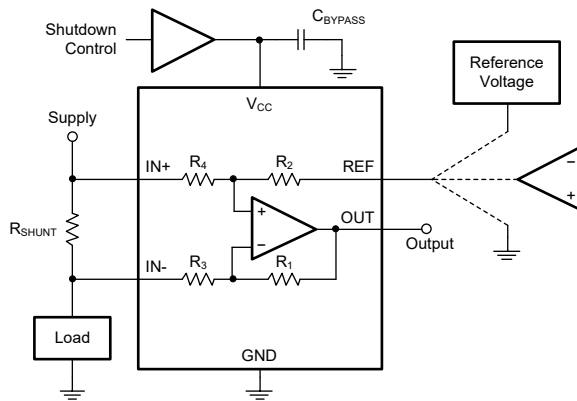 Shutdown
Control
CBYPASS
Reference
Voltage
VCC
Supply
IN+
R4
R2
REF
RSHUNT
+
−
OUT
Output
−
+
IN-
R3
R1
Load
GND